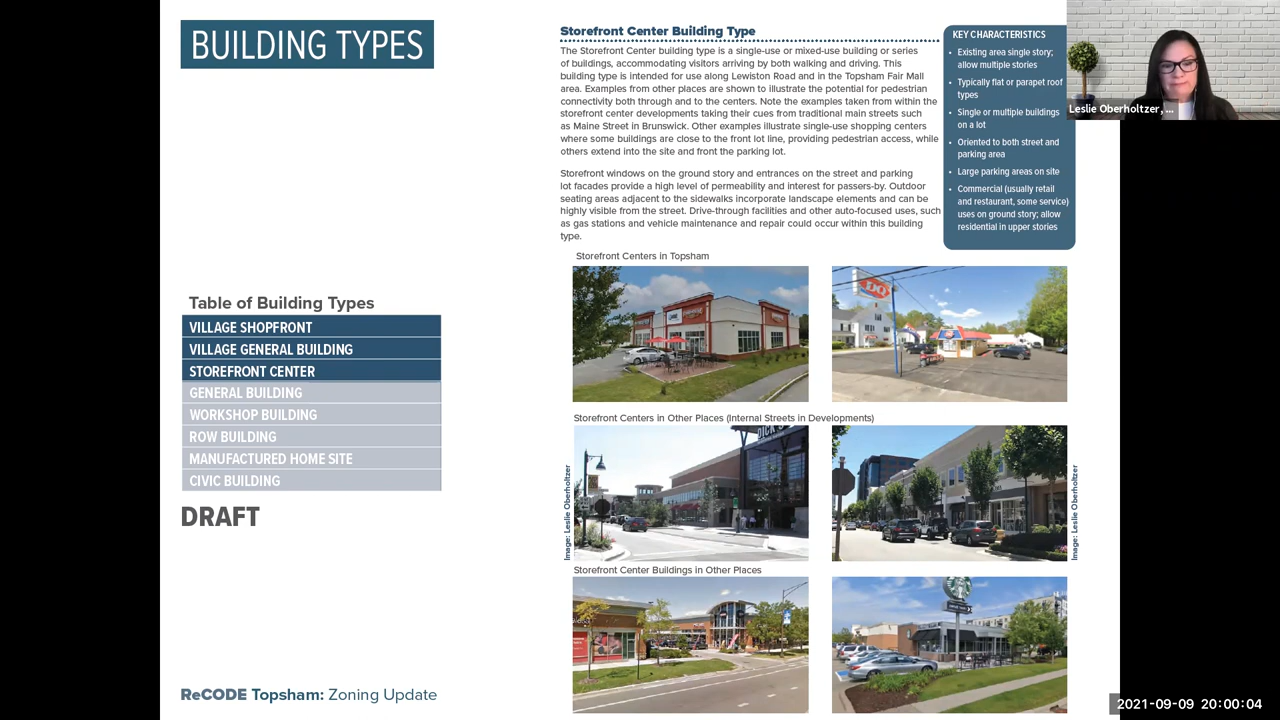 BUILDING TYPES
Storefront Center Building Type
The Storefront Center building type is a single-use or mixed-use building or series
of buildings, accommodating visitors arriving by both walking and driving. This
building type is intended for use along Lewiston Road and in the Topsham Fair Mall
area. Examples from other places are shown to illustrate the potential for pedestrian
connectivity both through and to the centers. Note the examples taken from within the
storefront center developments taking their cues from traditional main streets such
as Maine Street in Brunswick. Other examples illustrate single-use shopping centers
where some buildings are close to the front lot line, providing pedestrian access, while
others extend into the site and front the parking lot.
Storefront windows on the ground story and entrances on the street and parking
lot facades provide a high level of permeability and interest for passers-by. Outdoor
seating areas adjacent to the sidewalks incorporate landscape elements and can be
highly visible from the street. Drive-through facilities and other auto-focused uses, such
as gas stations and vehicle maintenance and repair could occur within this building
type.
KEY CHARACTERISTICS
• Existing area single story;
allow multiple stories
• Typically flat or parapet roof
types
• Single or multiple buildings
on a lot
• Oriented to both street and
parking area
• Large parking areas on site
• Commercial (usually retail
and restaurant, some service)
uses on ground story; allow
residential in upper stories
Leslie Oberholtzer, ...
Storefront Centers in Topsham
DQ
Table of Building Types
VILLAGE SHOPFRONT
VILLAGE GENERAL BUILDING
STOREFRONT CENTER
GENERAL BUILDING
WORKSHOP BUILDING
ROW BUILDING
MANUFACTURED HOME SITE
CIVIC BUILDING
DRAFT
Storefront Centers in Other Places (Internal Streets in Developments)
DICK'S
Image: Leslie Oberholtzer
Image: Leslie Oberholtzer
Storefront Center Buildings in Other Places
ReCODE Topsham: Zoning Update
2021-09-09 20:00:04